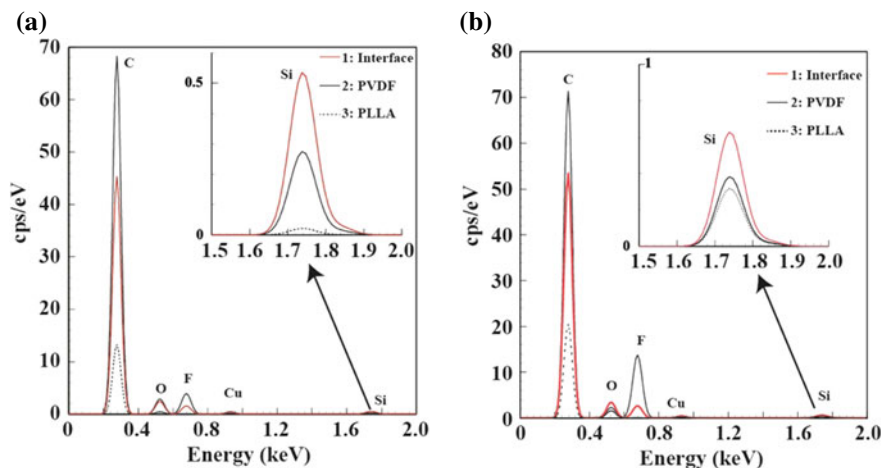 (a)
70
60
50
40
30
20
10
0
cps/eV
C
O
F
Cu
Si
0 0.4 0.8 1.2 1.6 2.0
Energy (keV)
0.5
0
Si
1: Interface
2: PVDF
3: PLLA
1.5 1.6 1.7 1.8 1.9 2.0
(b)
80
70
60
50
40
30
20
10
0
cps/eV
C
O
F
Cu
Si
0 0.4 0.8 1.2 1.6 2.0
Energy (keV)
1
0
Si
1: Interface
2: PVDF
3: PLLA
1.5 1.6 1.7 1.8 1.9 2.0